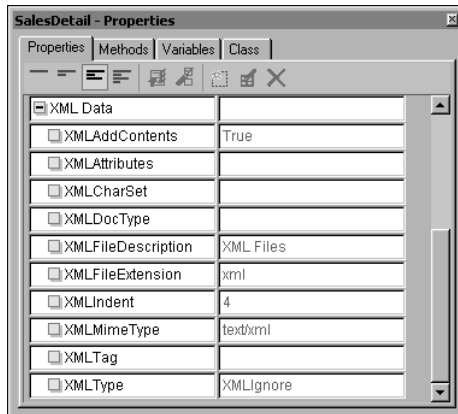 SalesDetail - Properties
Properties Methods Variables Class
XML Data
XMLAddContents True
XMLAttributes
XMLCharSet
XMLDocType
XMLFileDescription XML Files
XMLFileExtension xml
XMLIndent 4
XMLMimeType text/xml
XMLTag
XMLType XMLIgnore